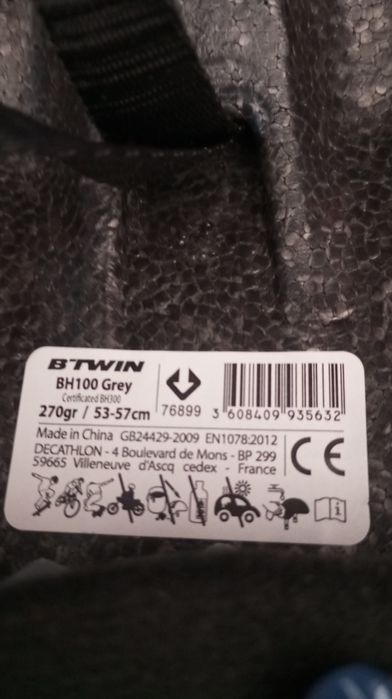 B'TWIN
BH100 Grey
Certificated BH300
270gr / 53-57cm
76899
3 608409 935632
Made in China GB24429-2009 EN1078:2012
DECATHLON - 4 Boulevard de Mons - BP 299
59665 Villeneuve d'Ascq cedex - France
CE
i